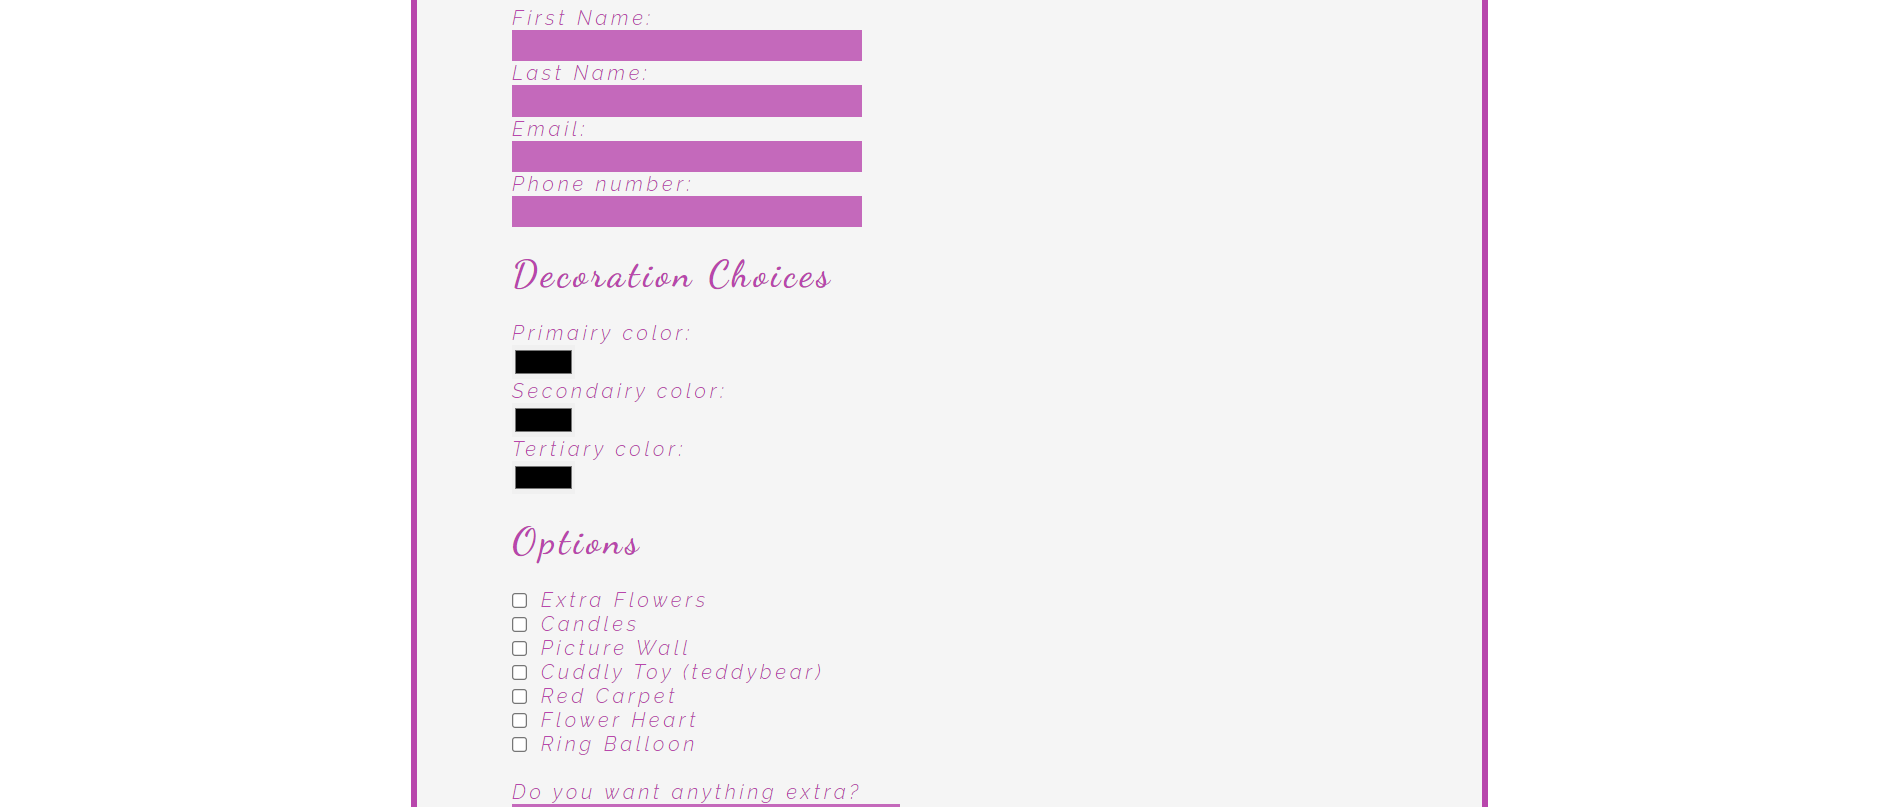 First Name:
Last Name:
Email:
Phone number:
Decoration Choices
Primairy color:
Secondairy color:
Tertiary color:
Options
Extra Flowers
Candles
Picture Wall
Cuddly Toy (teddybear)
Red Carpet
Flower Heart
Ring Balloon
Do you want anything extra?